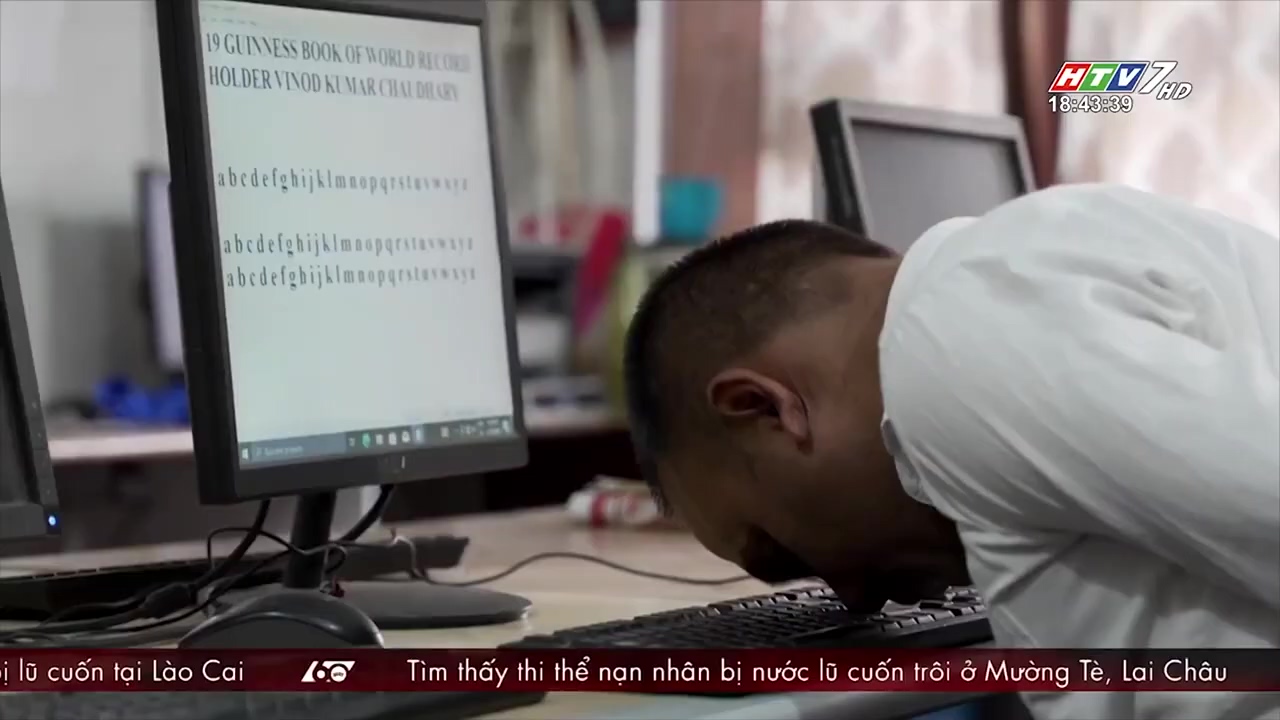 19 GUINNESS BOOK OF WORLD RECORD
HOLDER VINOD KUMAR CHAUDHARY
abcdefghijklmnopqrstuvwxyz
abcdefghijklmnopqrstuvwxyz
abcdefghijklmnopqrstuvwxyz
HTV7 HD
18:43:39
ị lũ cuốn tại Lào Cai
60 giây
Tìm thấy thi thể nạn nhân bị nước lũ cuốn trôi ở Mường Tè, Lai Châu